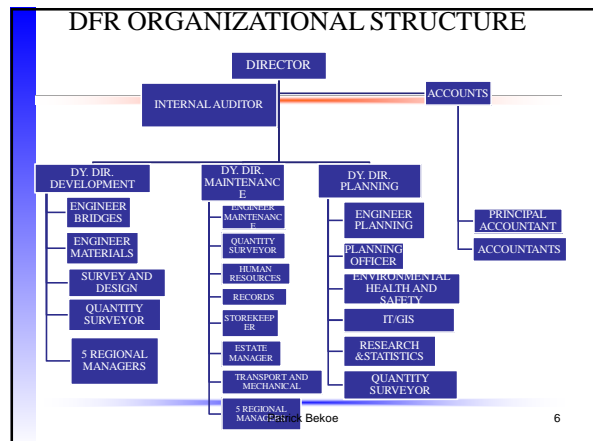 DFR ORGANIZATIONAL STRUCTURE
DIRECTOR
INTERNAL AUDITOR
ACCOUNTS
DY. DIR.
DEVELOPMENT
ENGINEER
BRIDGES
ENGINEER
MATERIALS
SURVEY AND
DESIGN
QUANTITY
SURVEYOR
5 REGIONAL
MANAGERS
DY. DIR.
MAINTENANC
E
ENGINEER
MAINTENANC
E
QUANTITY
SURVEYOR
HUMAN
RESOURCES
RECORDS
STOREKEEP
ER
ESTATE
MANAGER
TRANSPORT AND
MECHANICAL
5 REGIONAL
MANAGERS
DY. DIR.
PLANNING
ENGINEER
PLANNING
PLANNING
OFFICER
ENVIRONMENTAL
HEALTH AND
SAFETY
IT/GIS
RESEARCH
&STATISTICS
QUANTITY
SURVEYOR
PRINCIPAL
ACCOUNTANT
ACCOUNTANTS
Bekoe
6